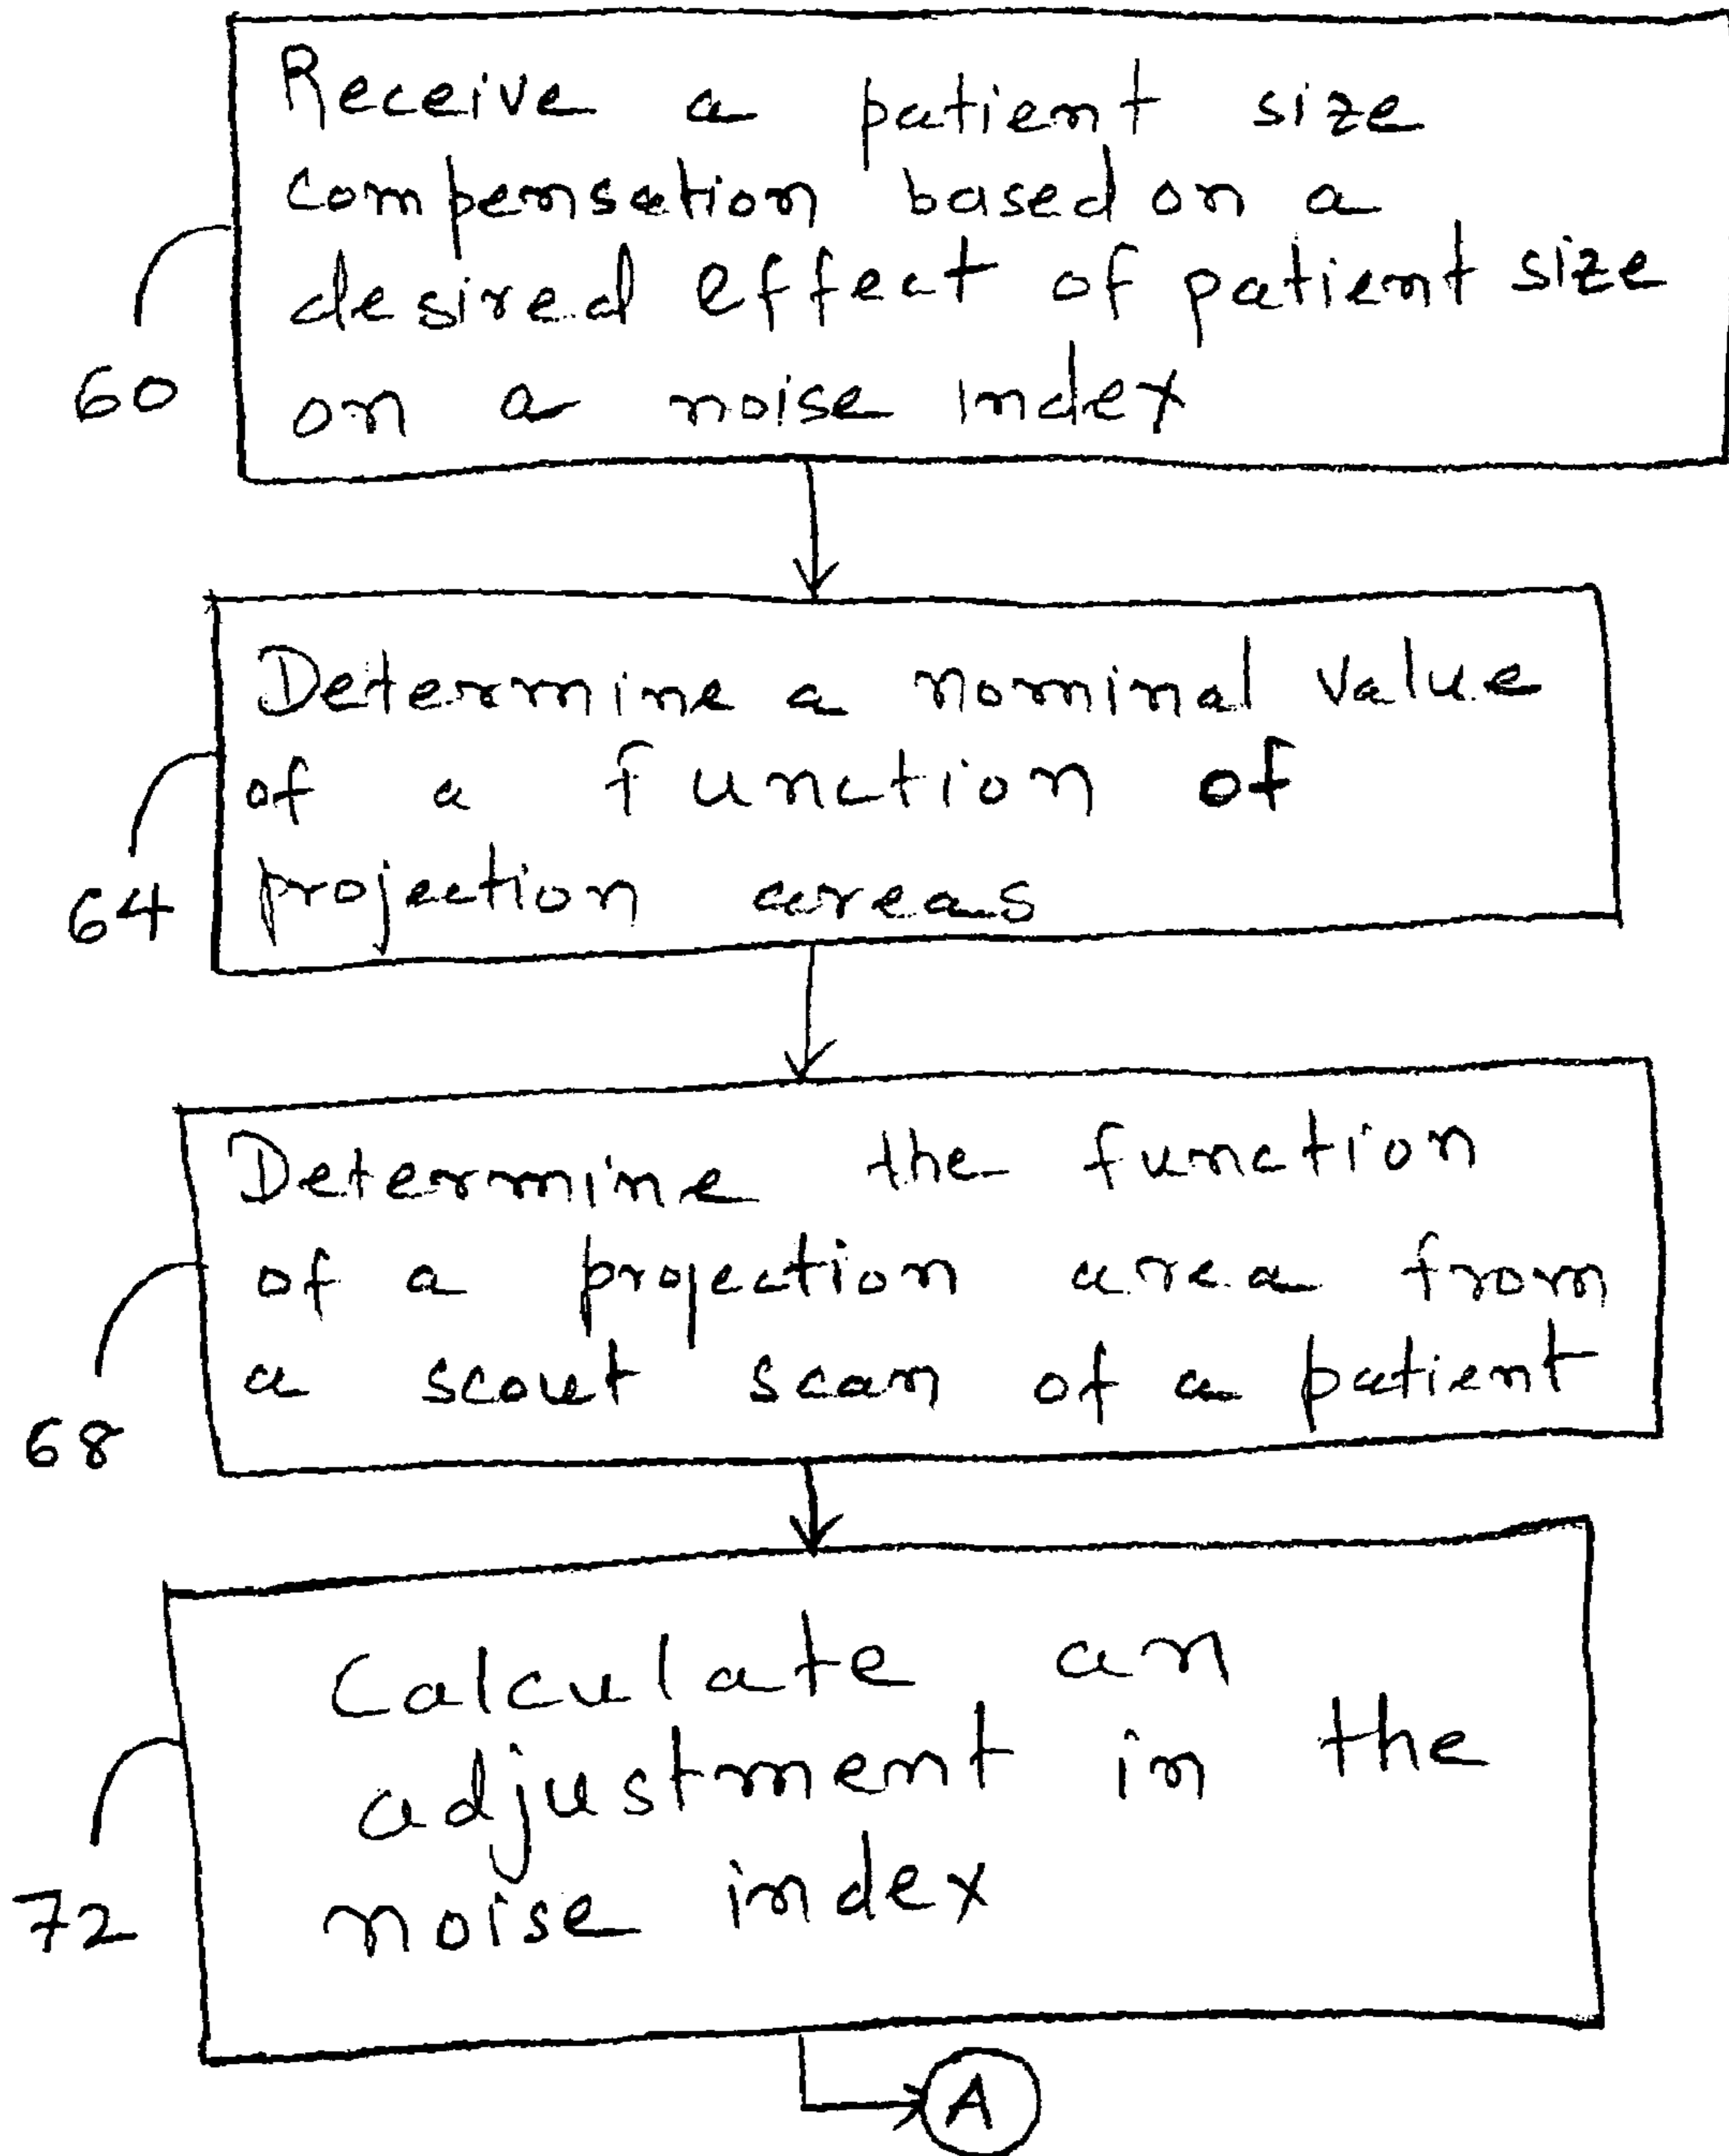 Receive a patient size
compensation based on a
desired effect of patient size
60
on a noise index
Determine a nominal value
of a function of
projection areas
64
Determine the function
of a projection area from
a scout scan of a patient
68
Calculate an
adjustment in the
noise index
72
A